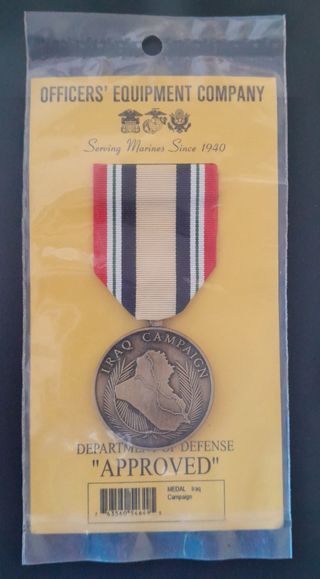 OFFICERS' EQUIPMENT COMPANY
Serving Marines Since 1940
IRAQ CAMPAIGN
DEPARTMENT OF DEFENSE
"APPROVED"
MEDAL Iraq
Campaign